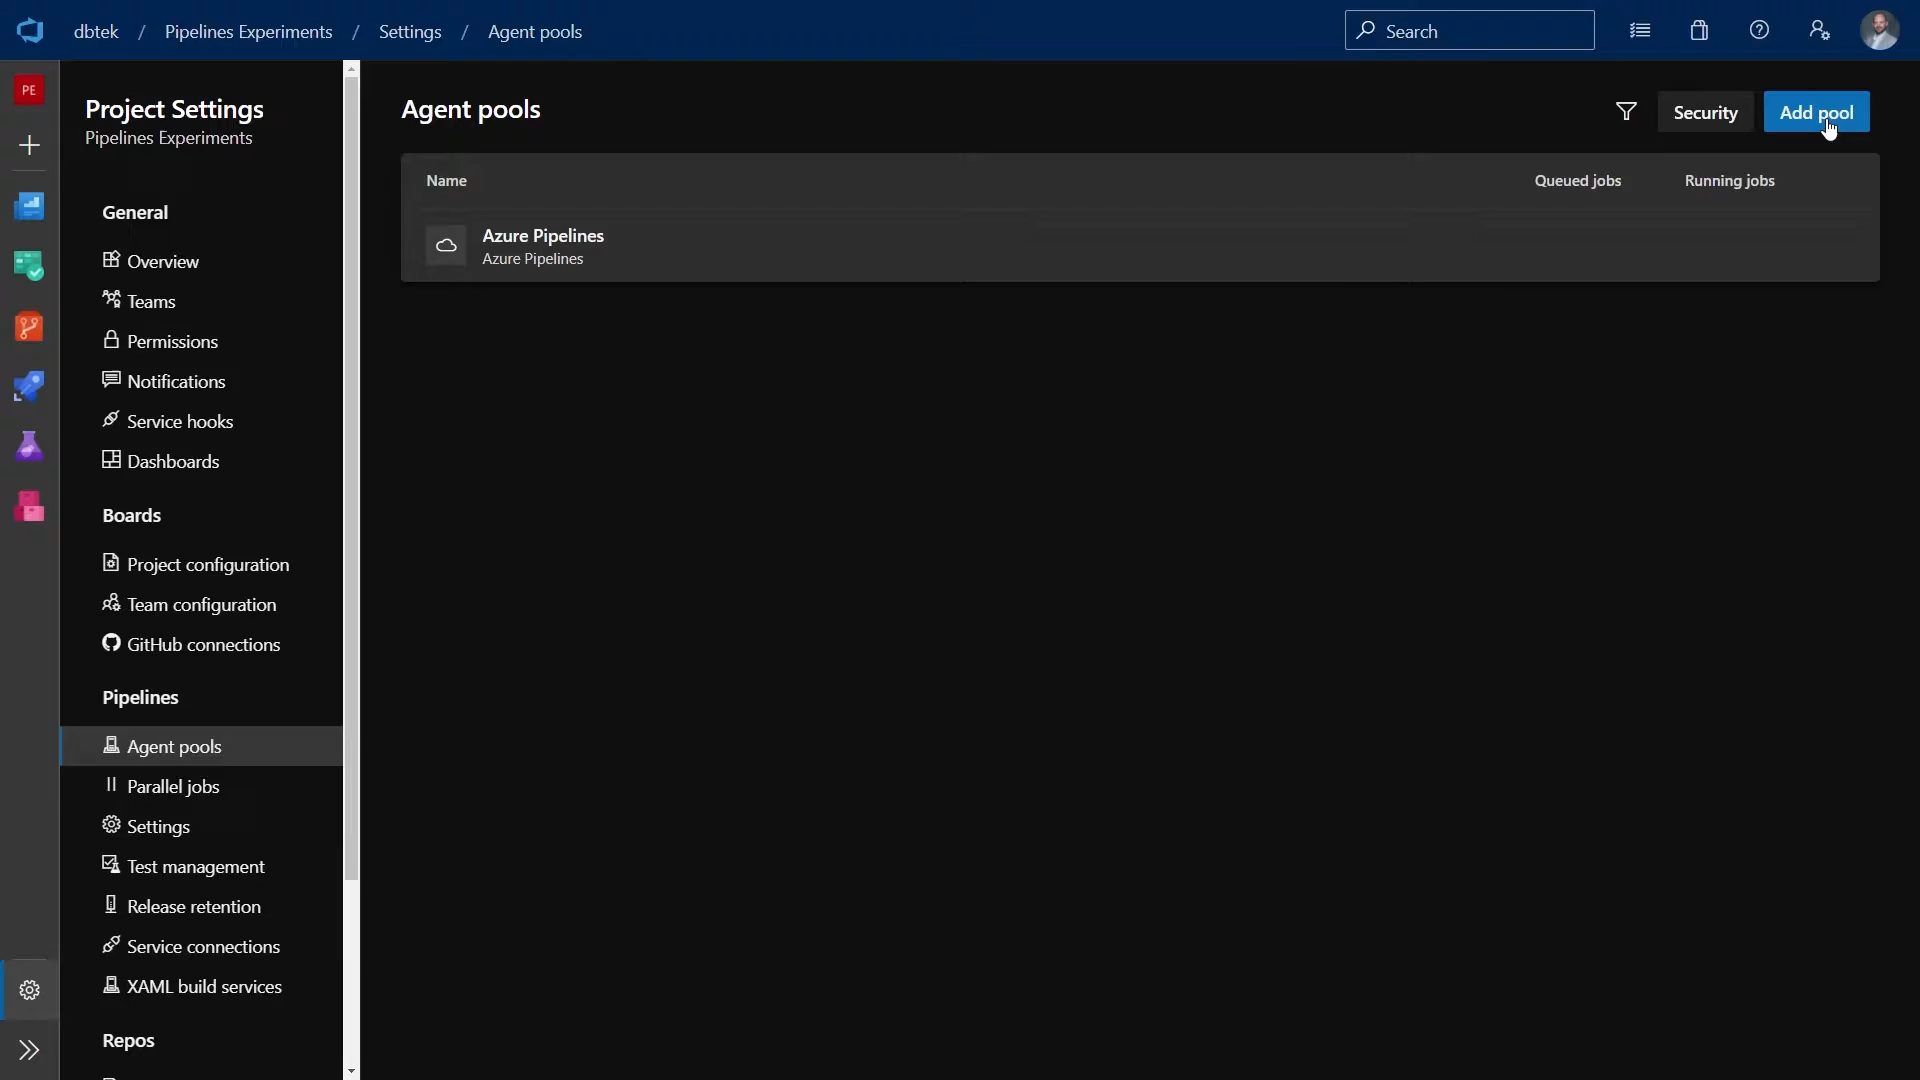 dbtek / Pipelines Experiments / Settings / Agent pools
Search
PE
Project Settings
Pipelines Experiments
General
Overview
Teams
Permissions
Notifications
Service hooks
Dashboards
Boards
Project configuration
Team configuration
GitHub connections
Pipelines
Agent pools
Parallel jobs
Settings
Test management
Release retention
Service connections
XAML build services
Repos
Agent pools
Security
Add pool
Name
Queued jobs
Running jobs
Azure Pipelines
Azure Pipelines